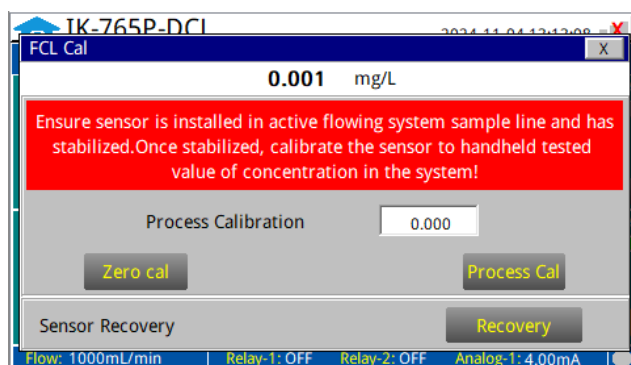 IK-765P-DCL
2024-11-04 13:13:08
FCL Cal
X
0.001 mg/L
Ensure sensor is installed in active flowing system sample line and has
stabilized.Once stabilized, calibrate the sensor to handheld tested
value of concentration in the system!
Process Calibration 0.000
Zero cal Process Cal
Sensor Recovery Recovery
Flow: 1000mL/min Relay-1: OFF Relay-2: OFF Analog-1: 4.00mA